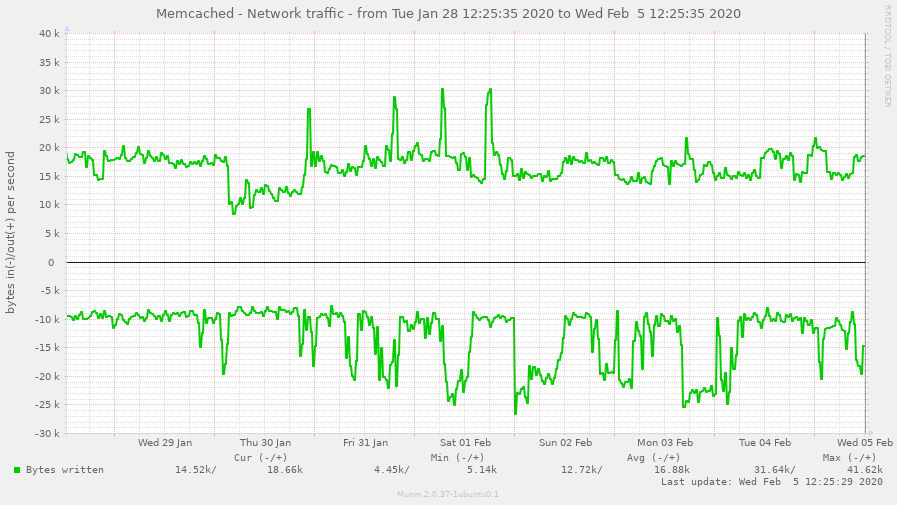 Memcached - Network traffic - from Tue Jan 28 12:25:35 2020 to Wed Feb  5 12:25:35 2020
RRDTOOL / TOBI OETIKER
bytes in(-)/out(+) per second
40 k
35 k
30 k
25 k
20 k
15 k
10 k
5 k
0
-5 k
-10 k
-15 k
-20 k
-25 k
-30 k
Wed 29 Jan Thu 30 Jan Fri 31 Jan Sat 01 Feb Sun 02 Feb Mon 03 Feb Tue 04 Feb Wed 05 Feb
Cur (-/+) Min (-/+) Avg (-/+) Max (-/+)
Bytes written 14.52k/ 18.66k 4.45k/ 5.14k 12.72k/ 16.88k 31.64k/ 41.62k
Last update: Wed Feb  5 12:25:29 2020
Munin 2.0.37-1ubuntu0.1